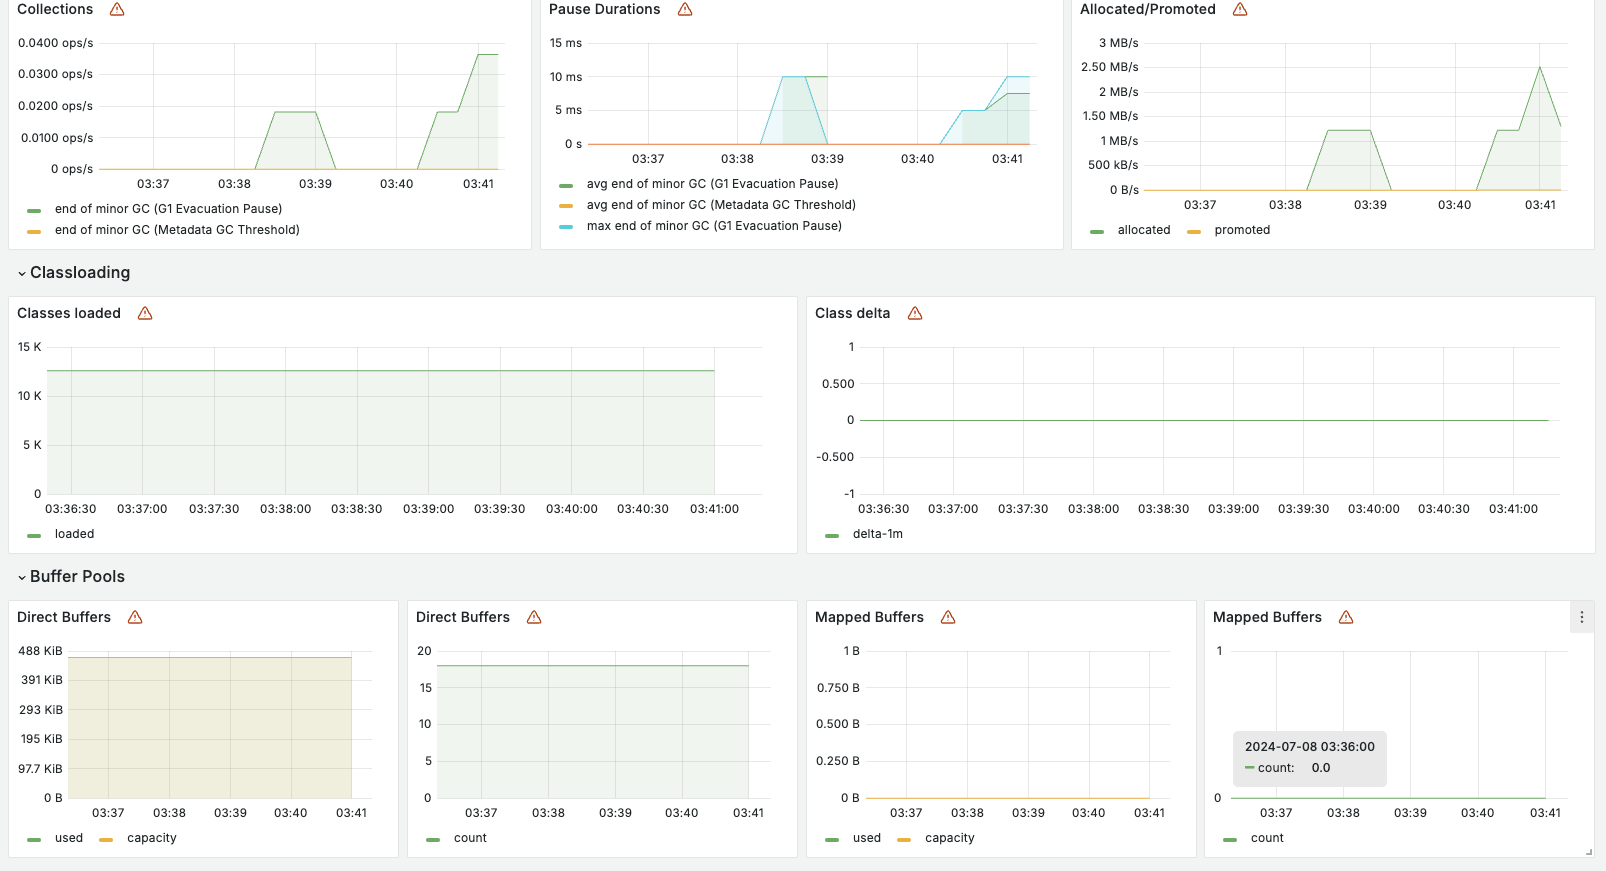 Collections
0.0400 ops/s
0.0300 ops/s
0.0200 ops/s
0.0100 ops/s
0 ops/s
03:37 03:38 03:39 03:40 03:41
end of minor GC (G1 Evacuation Pause)
end of minor GC (Metadata GC Threshold)
Pause Durations
15 ms
10 ms
5 ms
0 s
03:37 03:38 03:39 03:40 03:41
avg end of minor GC (G1 Evacuation Pause)
avg end of minor GC (Metadata GC Threshold)
max end of minor GC (G1 Evacuation Pause)
Allocated/Promoted
3 MB/s
2.50 MB/s
2 MB/s
1.50 MB/s
1 MB/s
500 kB/s
0 B/s
03:37 03:38 03:39 03:40 03:41
allocated promoted
Classloading
Classes loaded
15 K
10 K
5 K
0
03:36:30 03:37:00 03:37:30 03:38:00 03:38:30 03:39:00 03:39:30 03:40:00 03:40:30 03:41:00
loaded
Class delta
1
0.500
0
-0.500
-1
03:36:30 03:37:00 03:37:30 03:38:00 03:38:30 03:39:00 03:39:30 03:40:00 03:40:30 03:41:00
delta-1m
Buffer Pools
Direct Buffers
488 KiB
391 KiB
293 KiB
195 KiB
97.7 KiB
0 B
03:37 03:38 03:39 03:40 03:41
used capacity
Direct Buffers
20
15
10
5
0
03:37 03:38 03:39 03:40 03:41
count
Mapped Buffers
1 B
0.750 B
0.500 B
0.250 B
0 B
03:37 03:38 03:39 03:40 03:41
used capacity
Mapped Buffers
1
2024-07-08 03:36:00
count: 0.0
0
03:37 03:38 03:39 03:40 03:41
count